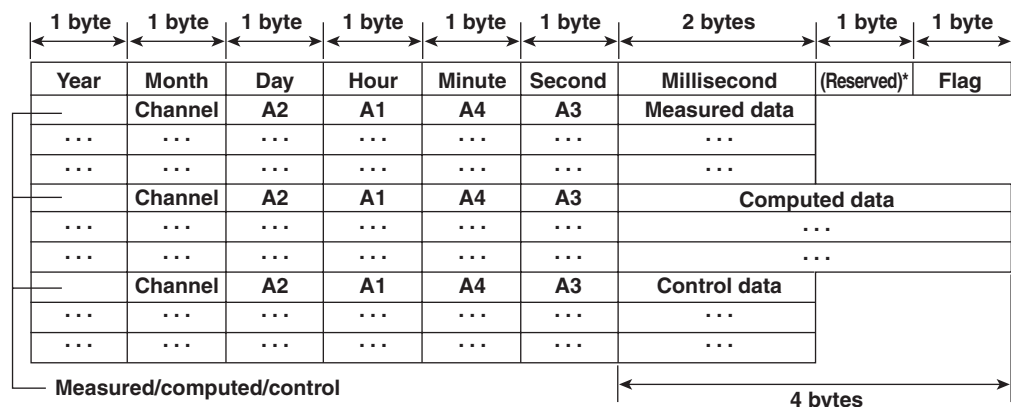 1 byte 1 byte 1 byte 1 byte 1 byte 1 byte 2 bytes 1 byte 1 byte
Year Month Day Hour Minute Second Millisecond (Reserved)* Flag
Channel A2 A1 A4 A3 Measured data
... ... ... ... ... ... ...
... ... ... ... ... ... ...
Channel A2 A1 A4 A3 Computed data
... ... ... ... ... ... ...
... ... ... ... ... ... ...
Channel A2 A1 A4 A3 Control data
... ... ... ... ... ... ...
... ... ... ... ... ... ...
Measured/computed/control
4 bytes